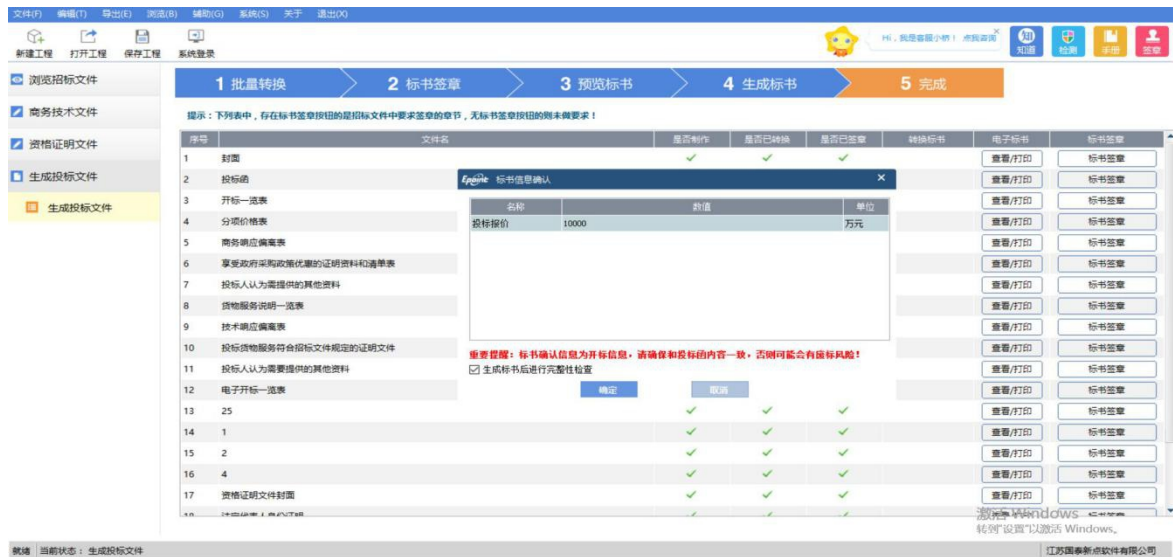 文件(F) 编辑(T) 导出(E) 浏览(B) 辅助(G) 系统(S) 关于 退出(X)
新建工程 打开工程 保存工程 系统登录
Hi，我是客服小桥！ 点我咨询
知道 检测 手册 签章
浏览招标文件
商务技术文件
资格证明文件
生成投标文件
生成投标文件
1 批量转换 2 标书签章 3 预览标书 4 生成标书 5 完成
提示：下列表中，存在标书签章按钮的是招标文件中要求签章的章节，无标书签章按钮的则未做要求！
序号 文件名 是否制作 是否已转换 是否已签章 转换标书 电子标书 标书签章
1 封面 查看/打印 标书签章
2 投标函 查看/打印 标书签章
3 开标一览表 查看/打印 标书签章
4 分项价格表 查看/打印 标书签章
5 商务响应偏离表 查看/打印 标书签章
6 享受政府采购政策优惠的证明资料和清单表 查看/打印 标书签章
7 投标人认为需提供的其他资料 查看/打印 标书签章
8 货物服务说明一览表 查看/打印 标书签章
9 技术响应偏离表 查看/打印 标书签章
10 投标货物服务符合招标文件规定的证明文件 查看/打印 标书签章
11 投标人认为需要提供的其他资料 查看/打印 标书签章
12 电子开标一览表 查看/打印 标书签章
13 25 查看/打印 标书签章
14 1 查看/打印 标书签章
15 2 查看/打印 标书签章
16 4 查看/打印 标书签章
17 资格证明文件封面 查看/打印 标书签章
Epoint 标书信息确认
名称 数值 单位
投标报价 10000 万元
重要提醒：标书确认信息为开标信息，请确保和投标函内容一致，否则可能会有废标风险！
生成标书后进行完整性检查
确定 取消
激活 Windows
转到"设置"以激活 Windows。
就绪 当前状态：生成投标文件
江苏国泰新点软件有限公司